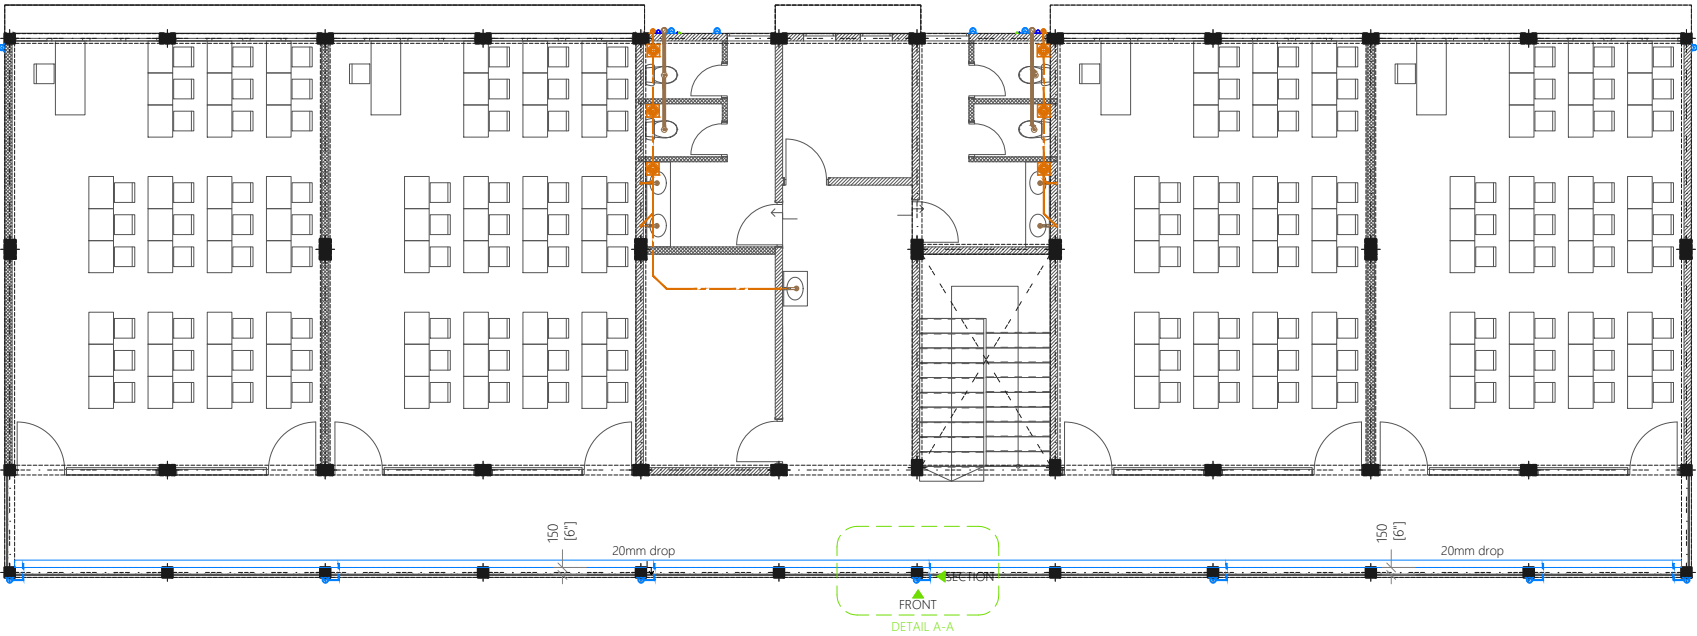 150
[6"]
20mm drop
150
[6"]
20mm drop
SECTION
FRONT
DETAIL A-A